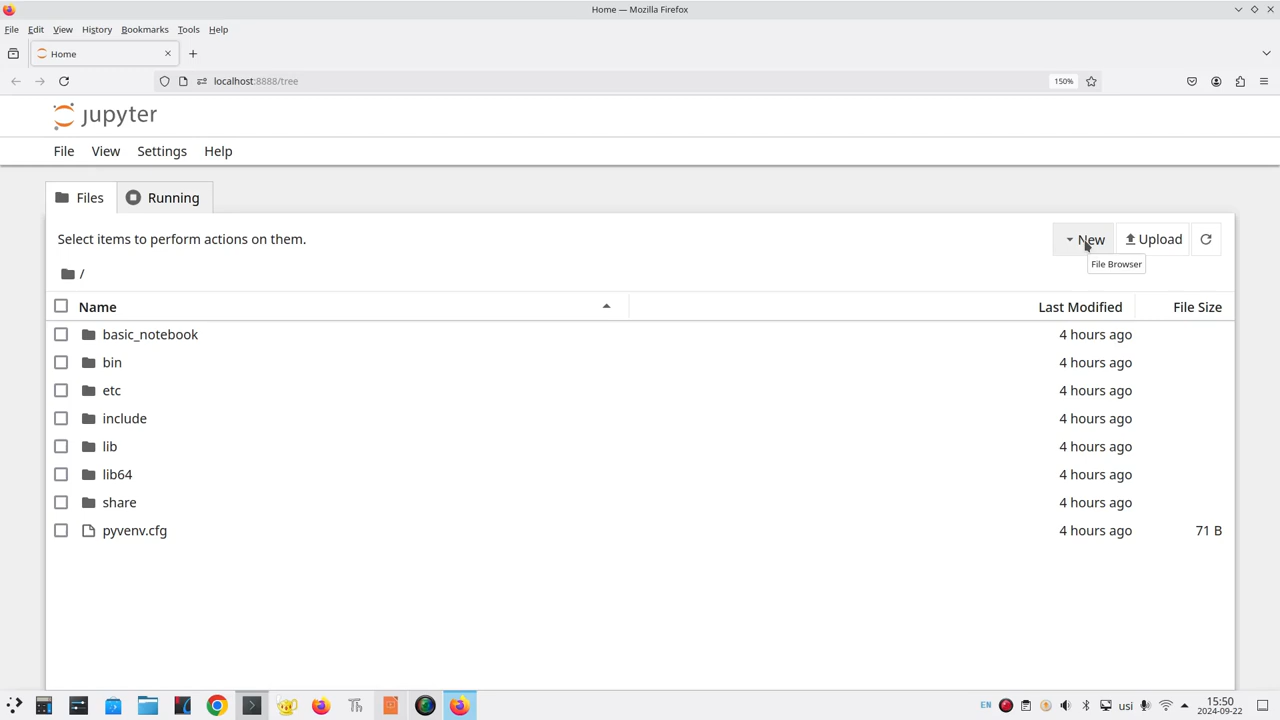 Home — Mozilla Firefox
File Edit View History Bookmarks Tools Help
Home
localhost:8888/tree 150%
jupyter
File View Settings Help
Files Running
Select items to perform actions on them. New Upload
File Browser
/
Name Last Modified File Size
basic_notebook 4 hours ago
bin 4 hours ago
etc 4 hours ago
include 4 hours ago
lib 4 hours ago
lib64 4 hours ago
share 4 hours ago
pyvenv.cfg 4 hours ago 71 B
Th EN usi 15:50
2024-09-22